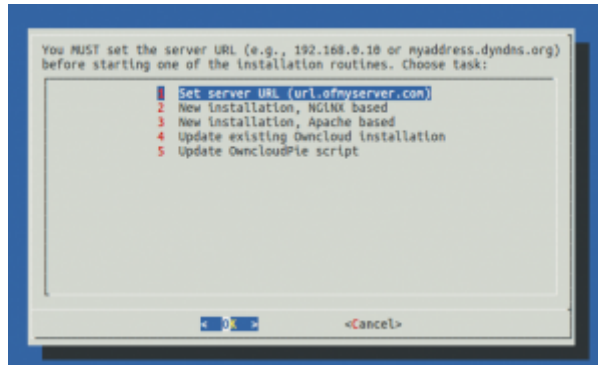 You MUST set the server URL (e.g., 192.168.0.10 or myaddress.dyndns.org)
before starting one of the installation routines. Choose task:
1 Set server URL (url.ofmyserver.com)
2 New installation, NGiNX based
3 New installation, Apache based
4 Update existing Owncloud installation
5 Update OwncloudPie script
< OK > <Cancel>